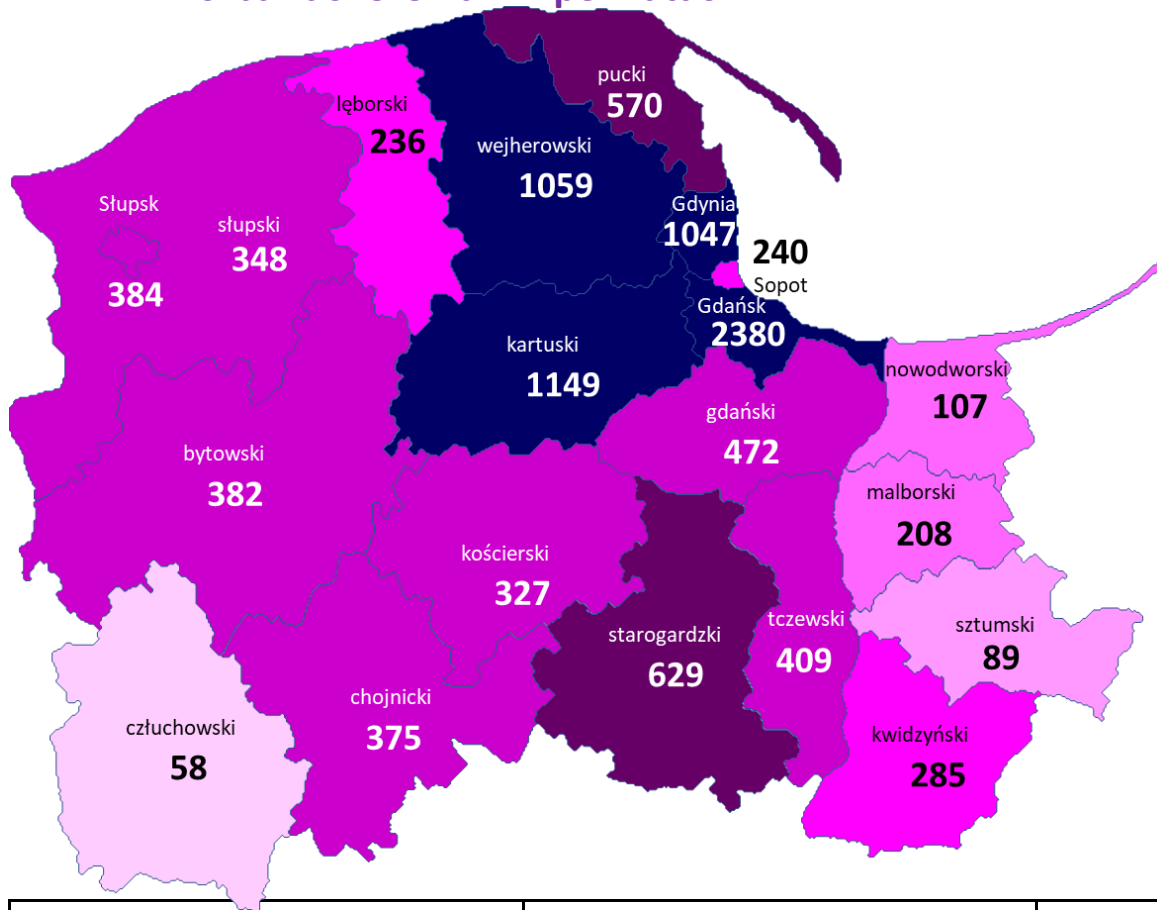 pucki
570
lęborski
236
wejherowski
1059
Słupsk
384
słupski
348
Gdynia
1047
240
Sopot
Gdańsk
2380
kartuski
1149
nowodworski
107
gdański
472
bytowski
382
malborski
208
kościerski
327
starogardzki
629
tczewski
409
sztumski
89
chojnicki
375
człuchowski
58
kwidzyński
285